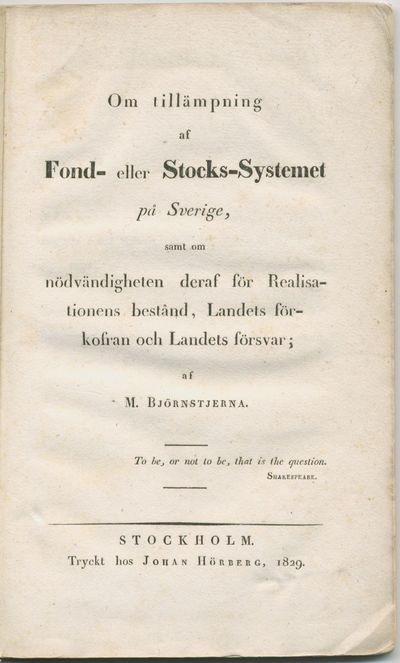 Om tillämpning
af
Fond- eller Stocks-Systemet
på Sverige,
samt om
nödvändigheten deraf för Realisa-
tionens bestånd, Landets för-
kofran och Landets försvar;
af
M. BJÖRNSTJERNA.
To be, or not to be, that is the question.
SHAKESPEARE.
STOCKHOLM.
Tryckt hos JOHAN HÖRBERG, 1829.